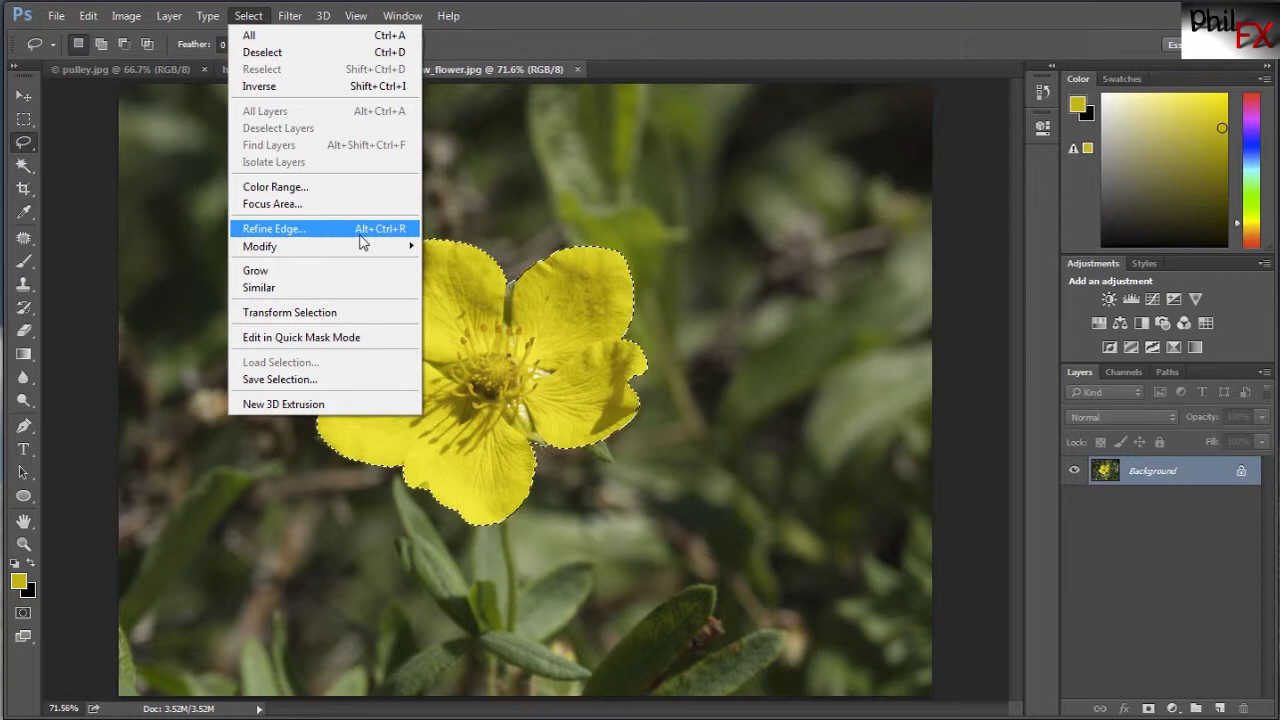 Ps File Edit Image Layer Type Select Filter 3D View Window Help
Phil FX
Feather: 0
Ess
pulley.jpg @ 66.7% (RGB/8) × w_flower.jpg @ 71.6% (RGB/8) ×
All Ctrl+A
Deselect Ctrl+D
Reselect Shift+Ctrl+D
Inverse Shift+Ctrl+I
All Layers Alt+Ctrl+A
Deselect Layers
Find Layers Alt+Shift+Ctrl+F
Isolate Layers
Color Range...
Focus Area...
Refine Edge... Alt+Ctrl+R
Modify
Grow
Similar
Transform Selection
Edit in Quick Mask Mode
Load Selection...
Save Selection...
New 3D Extrusion
Color Swatches
Adjustments Styles
Add an adjustment
Layers Channels Paths
Kind
Normal Opacity: 100%
Lock: Fill: 100%
Background
71.56% Doc: 3.52M/3.52M